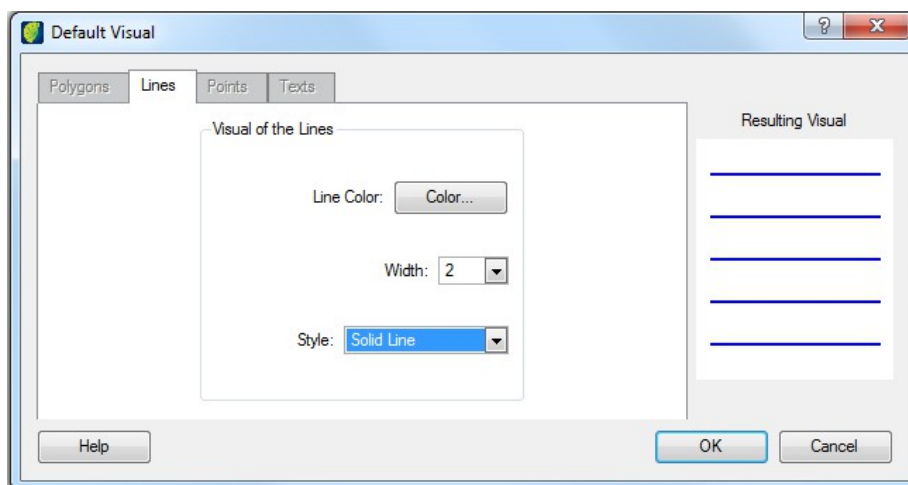 Default Visual
Polygons Lines Points Texts
Resulting Visual
Visual of the Lines
Line Color: Color...
Width: 2
Style: Solid Line
Help OK Cancel